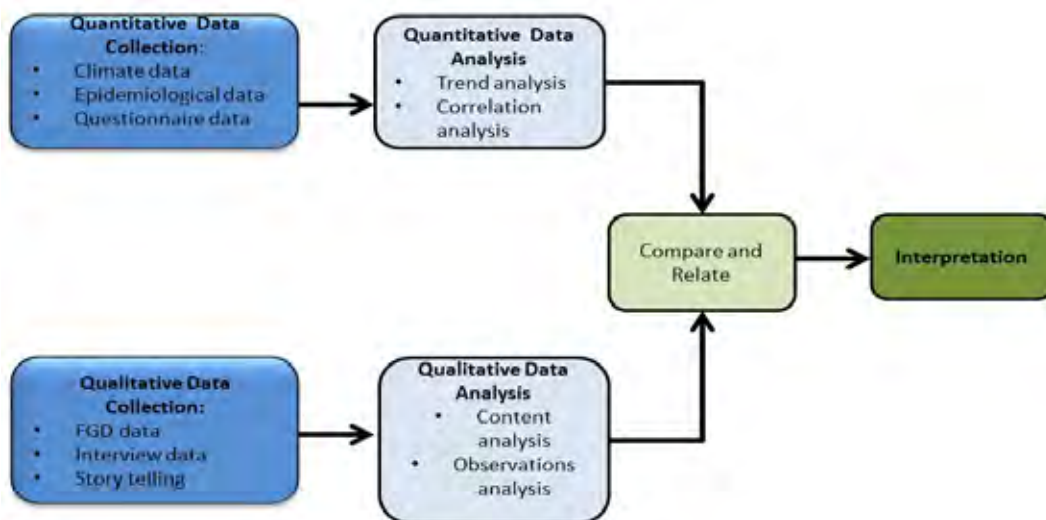 Quantitative Data
Collection:
• Climate data
• Epidemiological data
• Questionnaire data
Quantitative Data
Analysis
• Trend analysis
• Correlation
analysis
Compare and
Relate
Interpretation
Qualitative Data
Collection:
• FGD data
• Interview data
• Story telling
Qualitative Data
Analysis
• Content
analysis
• Observations
analysis